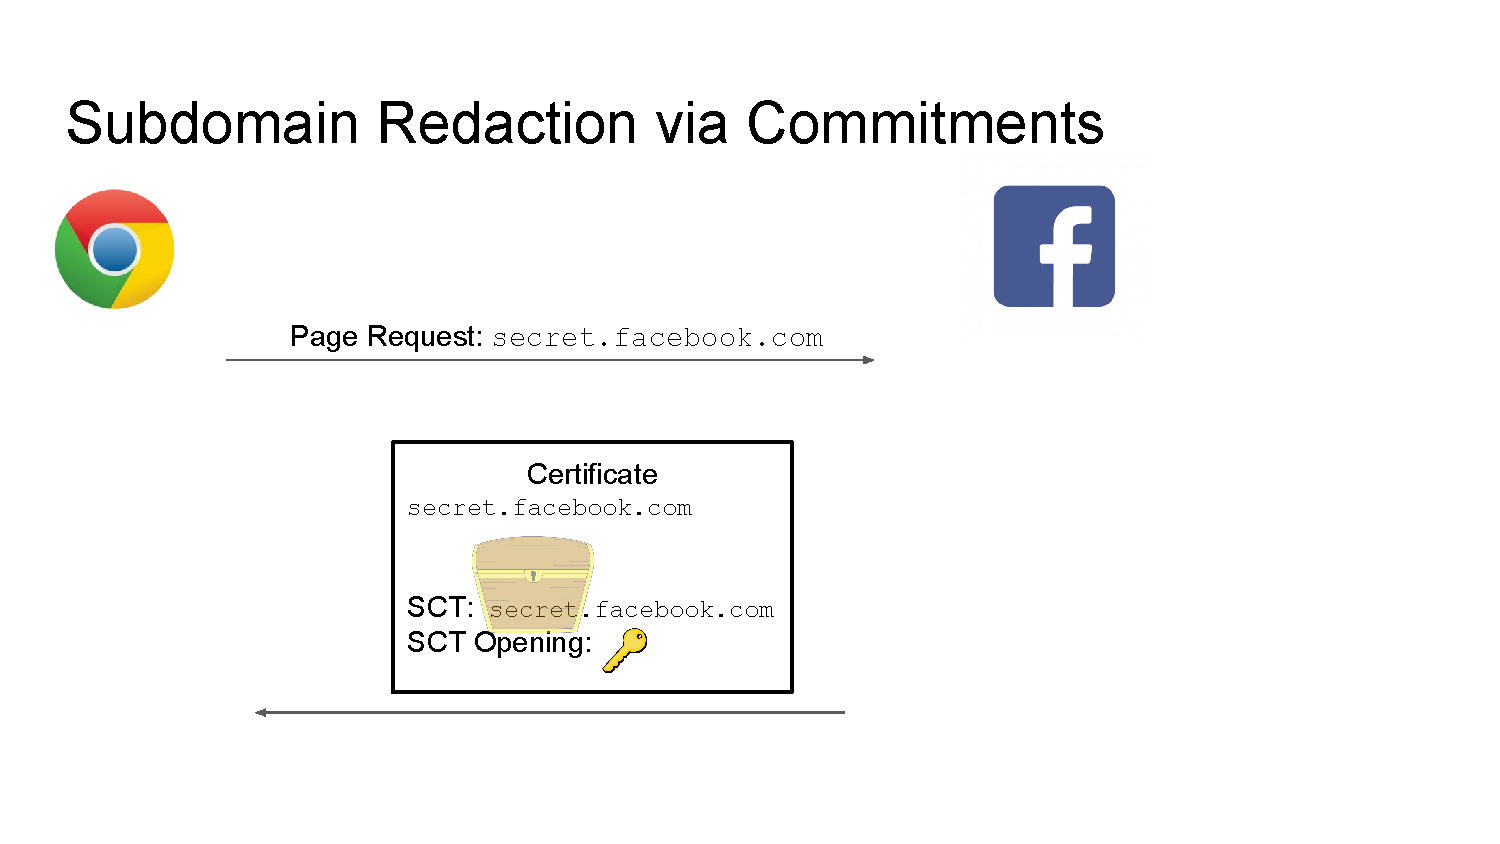 Subdomain Redaction via Commitments
Page Request: secret.facebook.com
Certificate
secret.facebook.com
SCT: secret.facebook.com
SCT Opening: